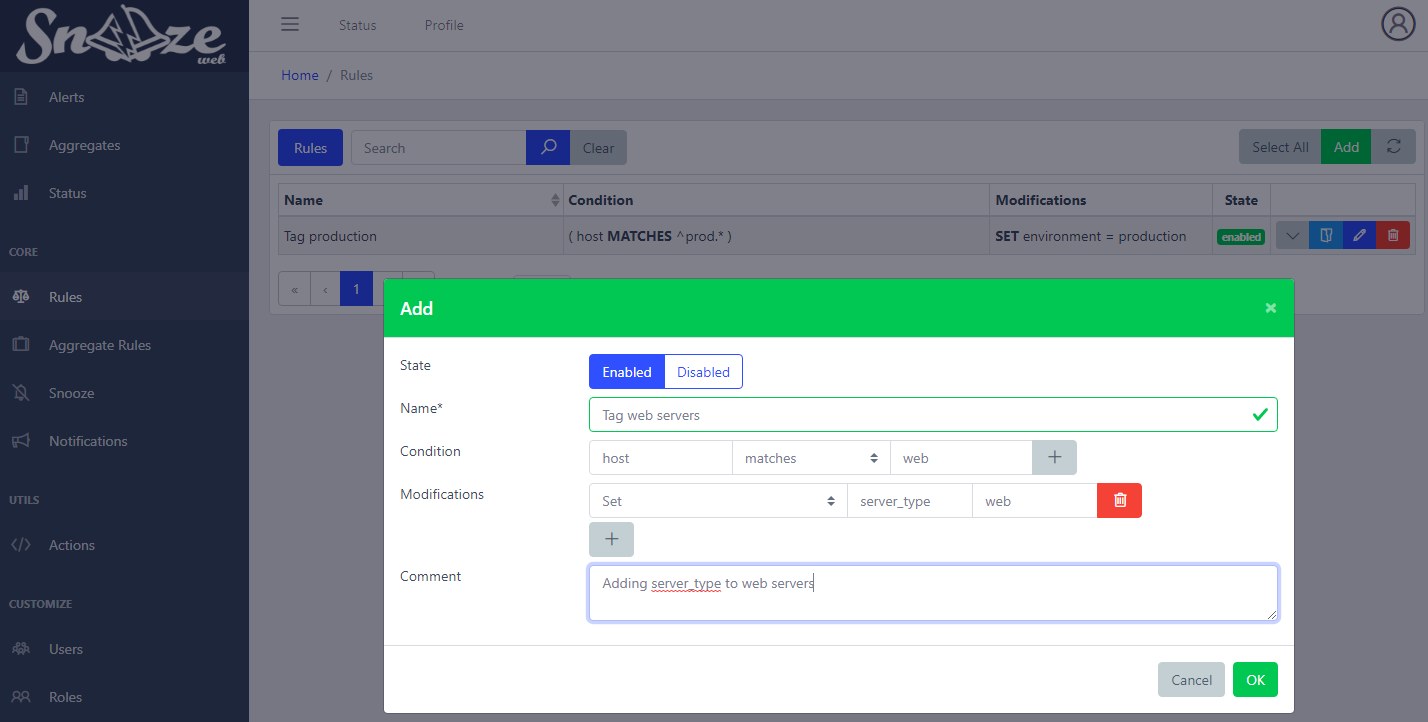 Snooze
web
Status Profile
Home / Rules
Alerts
Aggregates
Status
CORE
Rules
Aggregate Rules
Snooze
Notifications
UTILS
Actions
CUSTOMIZE
Users
Roles
Rules Search Clear Select All Add
Name Condition Modifications State
Tag production ( host MATCHES ^prod.* ) SET environment = production enabled
« ‹ 1
Add ×
State Enabled Disabled
Name* Tag web servers
Condition host matches web +
Modifications Set server_type web
+
Comment Adding server_type to web servers
Cancel OK